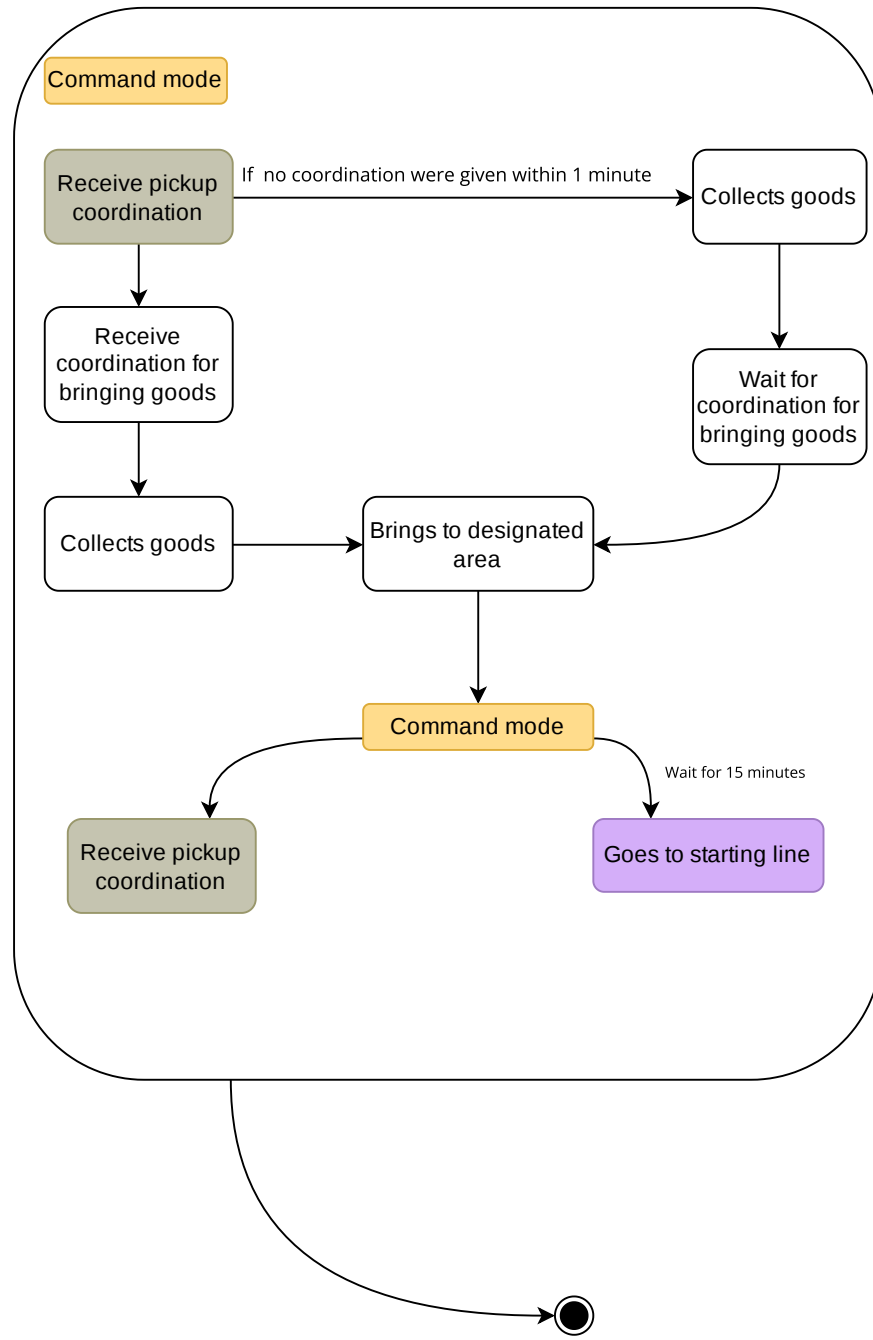 Command mode
Receive pickup
coordination
If  no coordination were given within 1 minute
Collects goods
Receive
coordination for
bringing goods
Wait for
coordination for
bringing goods
Collects goods
Brings to designated
area
Command mode
Wait for 15 minutes
Receive pickup
coordination
Goes to starting line